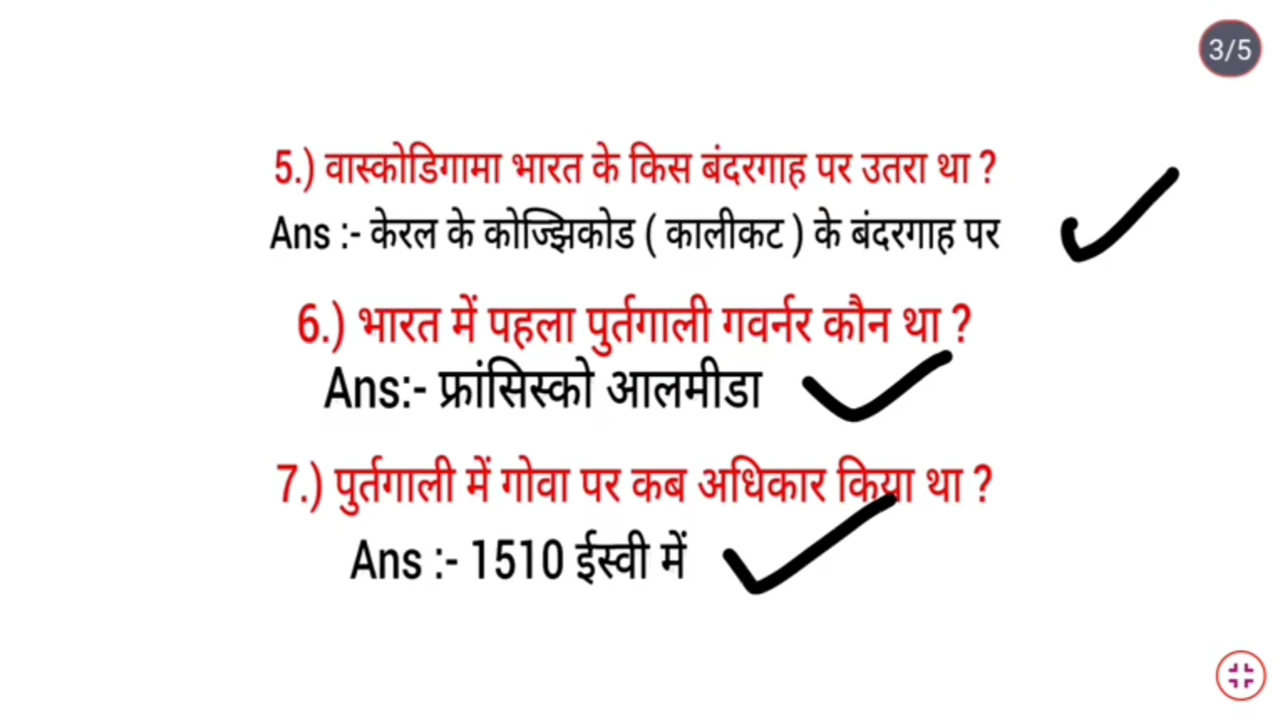 3/5
5.) वास्कोडिगामा भारत के किस बंदरगाह पर उतरा था ?
Ans :- केरल के कोज्झिकोड ( कालीकट ) के बंदरगाह पर
6.) भारत में पहला पुर्तगाली गवर्नर कौन था ?
Ans:- फ्रांसिस्को आलमीडा
7.) पुर्तगाली में गोवा पर कब अधिकार किया था ?
Ans :- 1510 ईस्वी में